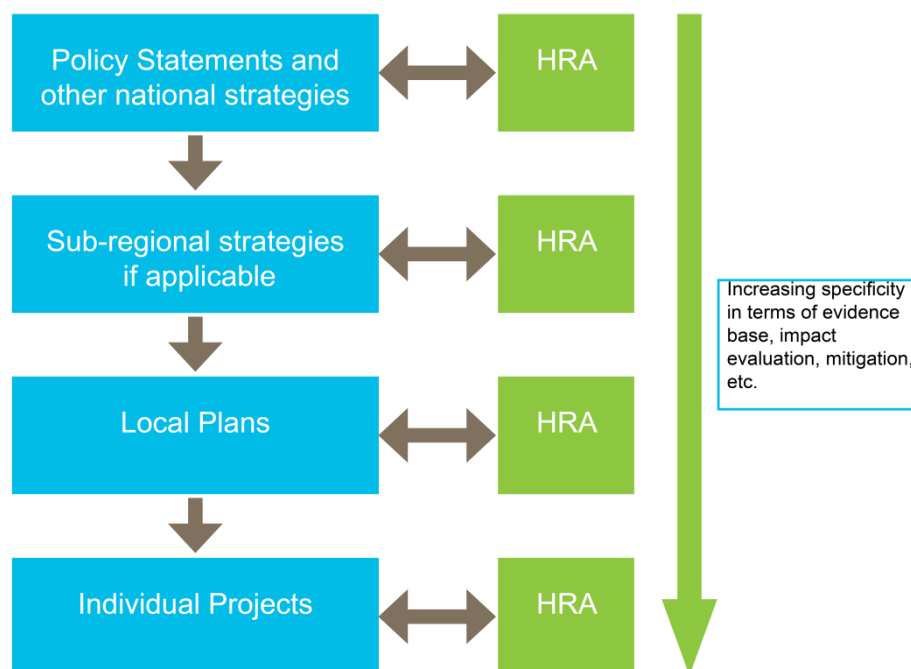 Policy Statements and
other national strategies
HRA
Sub-regional strategies
if applicable
HRA
Increasing specificity
in terms of evidence
base, impact
evaluation, mitigation,
etc.
Local Plans
HRA
Individual Projects
HRA